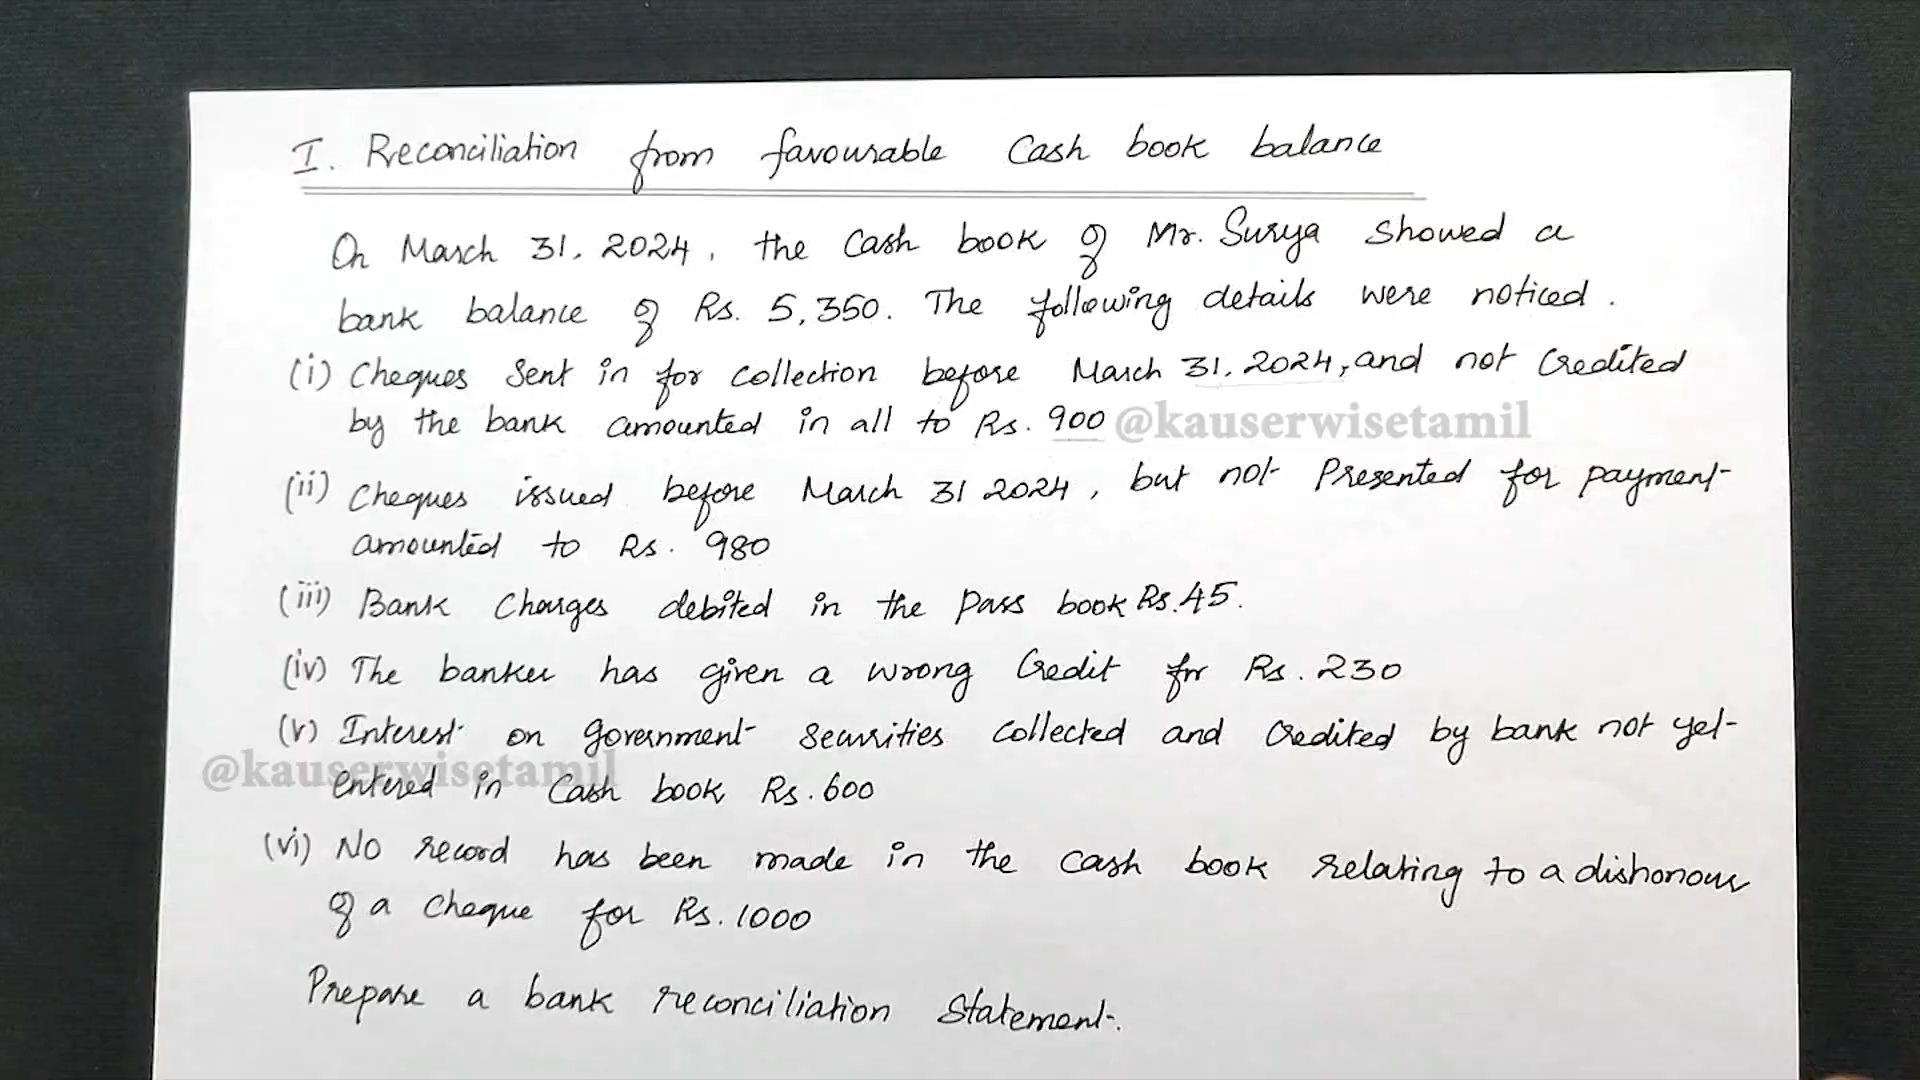 I. Reconciliation from favourable Cash book balance
On March 31, 2024, the Cash book of Mr. Surya Showed a
bank balance of Rs. 5,350. The following details were noticed.
(i) Cheques Sent in for collection before March 31, 2024, and not Credited
by the bank amounted in all to Rs. 900 @kauserwisetamil
(ii) Cheques issued before March 31 2024, but not Presented for payment
amounted to Rs. 980
(iii) Bank Charges debited in the pass book Rs.45.
(iv) The banker has given a wrong Credit for Rs. 230
(v) Interest on government Securities Collected and Credited by bank not yet
@kauserwisetamil
entered in Cash book Rs. 600
(vi) No record has been made in the Cash book relating to a dishonour
of a Cheque for Rs. 1000
Prepare a bank reconciliation Statement.